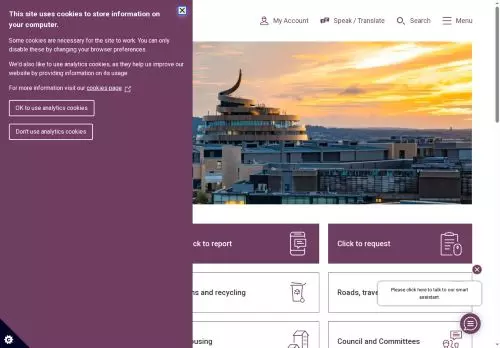 This site uses cookies to store information on
your computer.
Some cookies are necessary for the site to work. You can only
disable these by changing your browser preferences.
We'd also like to use analytics cookies, as they help us improve our
website by providing information on its usage
For more information visit our cookies page
OK to use analytics cookies
Don't use analytics cookies
My Account
Speak / Translate
Search
Menu
ck to report
Click to request
ns and recycling
Roads, trave
Please click here to talk to our smart
assistant
using
Council and Committees